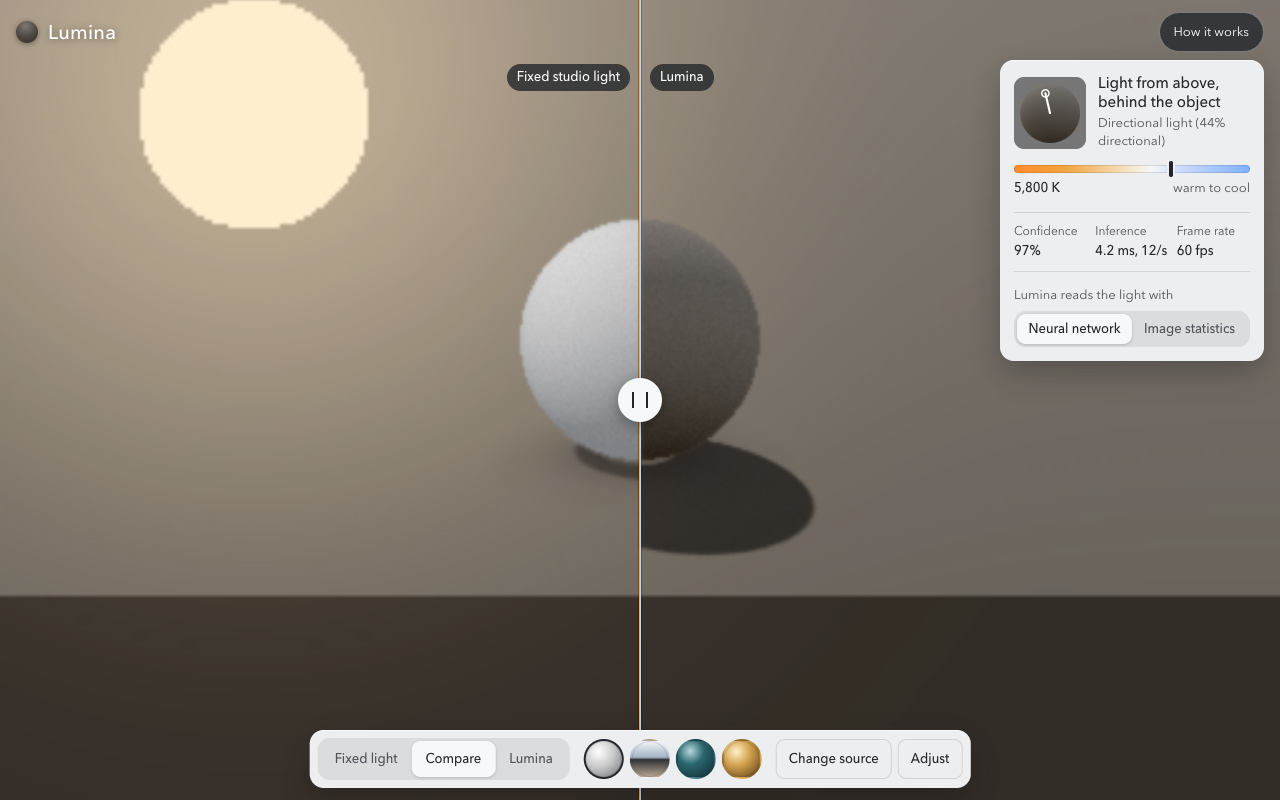 Lumina
How it works
Fixed studio light
Lumina
Light from above,
behind the object
Directional light (44%
directional)
5,800 K
warm to cool
Confidence
Inference
Frame rate
97%
4.2 ms, 12/s
60 fps
Lumina reads the light with
Neural network
Image statistics
Fixed light
Compare
Lumina
Change source
Adjust